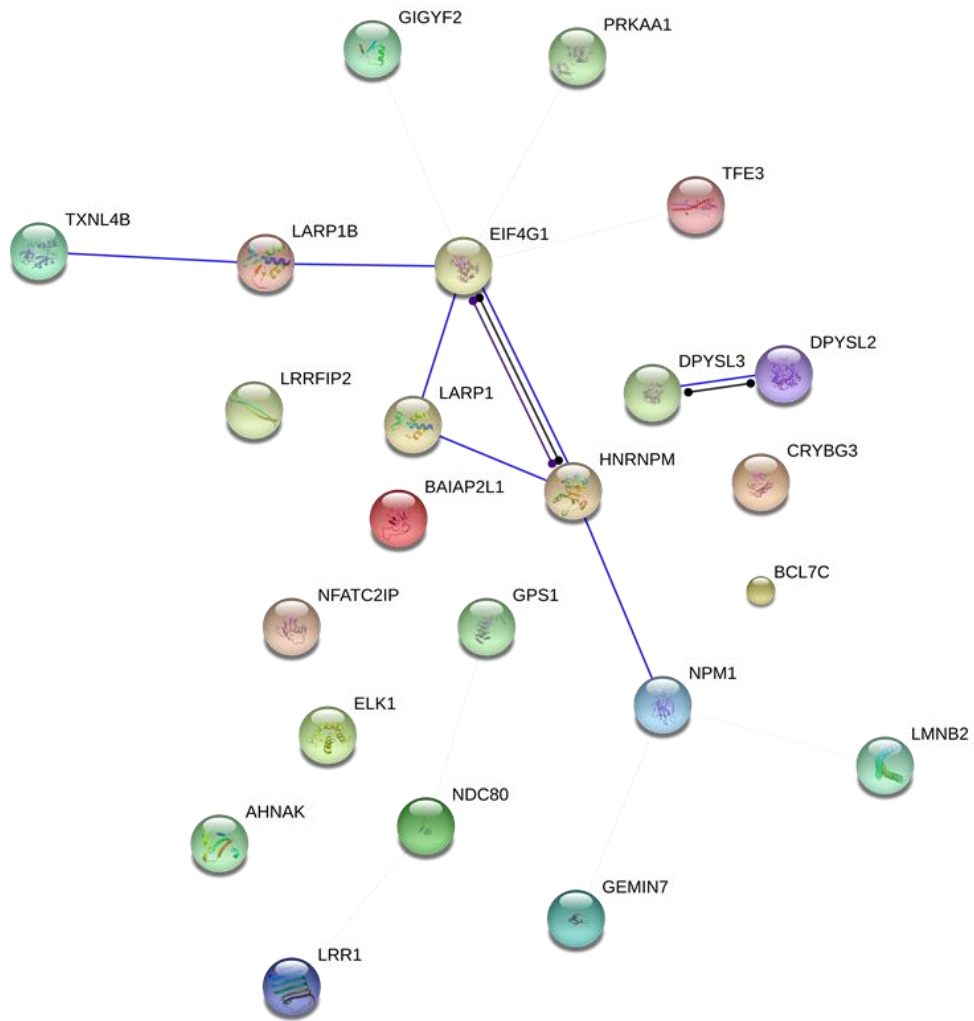 GIGYF2
PRKAA1
TFE3
TXNL4B
LARP1B
EIF4G1
DPYSL2
DPYSL3
LRRFIP2
LARP1
CRYBG3
HNRNPM
BAIAP2L1
BCL7C
NFATC2IP
GPS1
NPM1
ELK1
LMNB2
NDC80
AHNAK
GEMIN7
LRR1